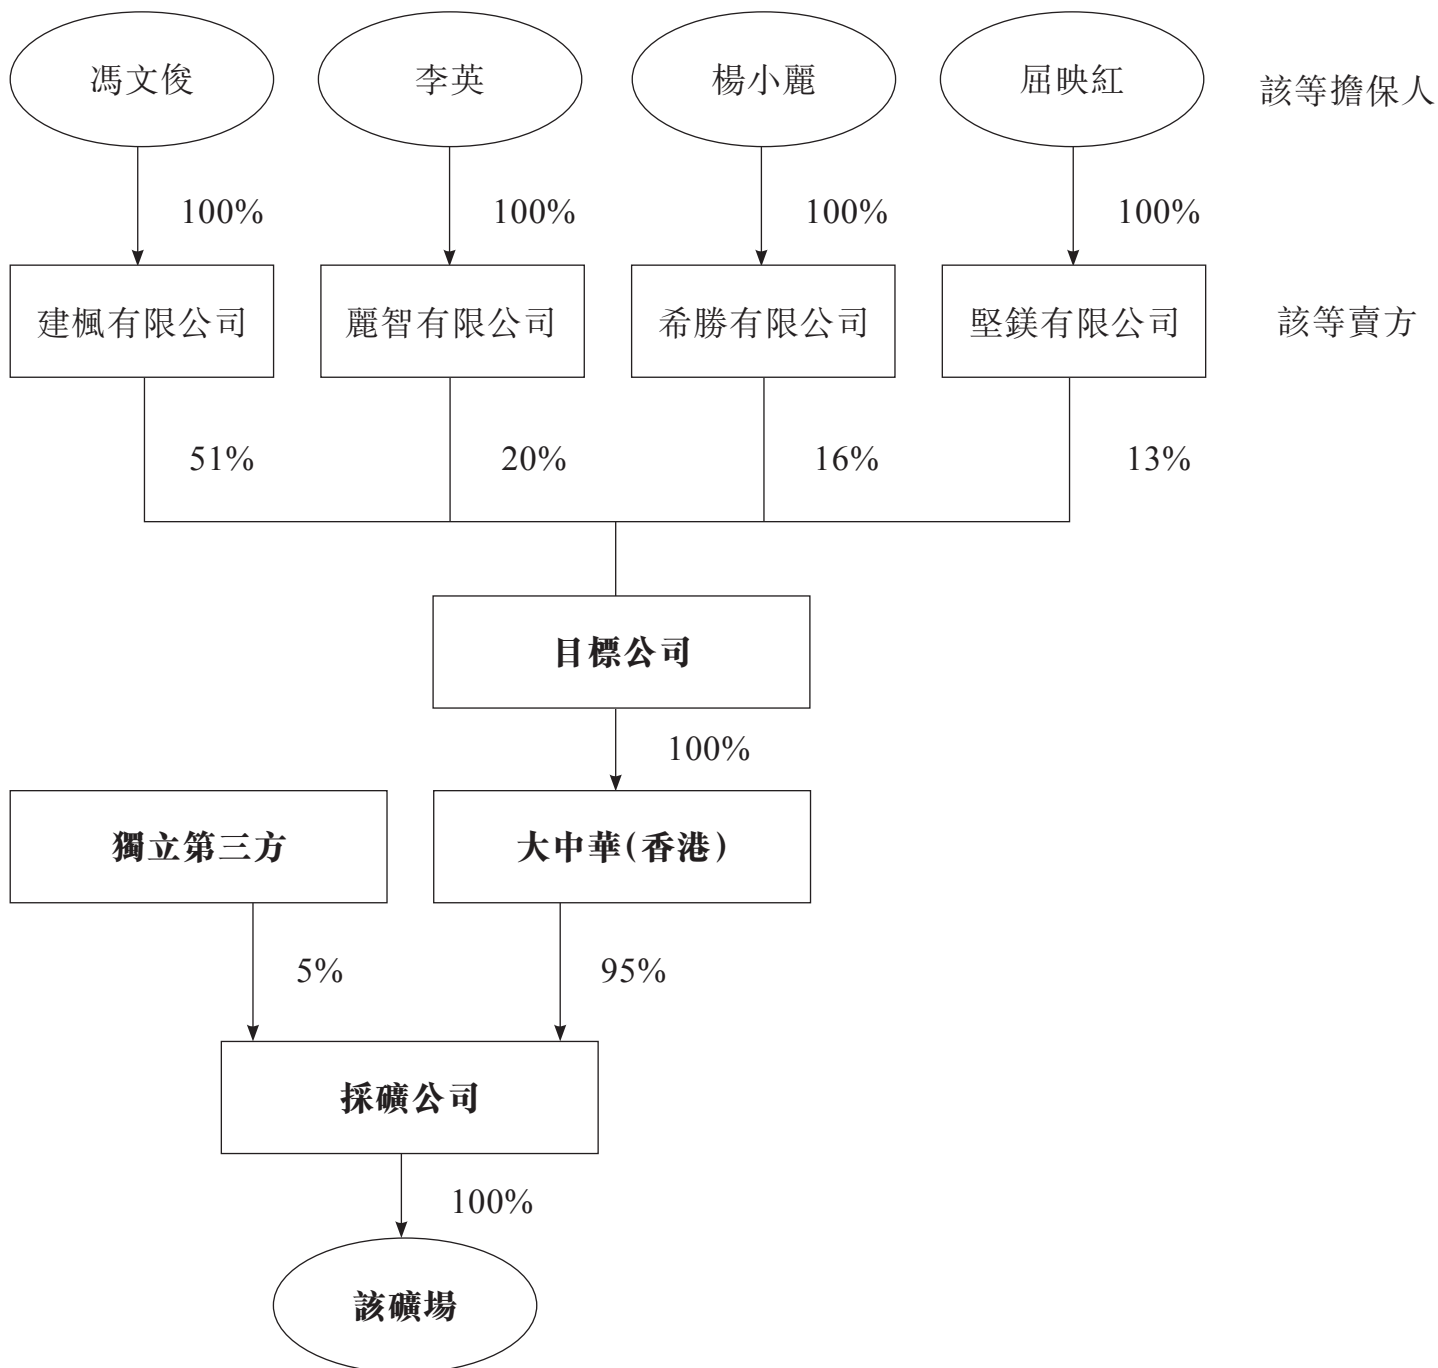 馮文俊
李英
楊小麗
屈映紅
該等擔保人
100%
100%
100%
100%
建楓有限公司
麗智有限公司
希勝有限公司
堅鎂有限公司
該等賣方
51%
20%
16%
13%
目標公司
100%
獨立第三方
大中華(香港)
5%
95%
採礦公司
100%
該礦場